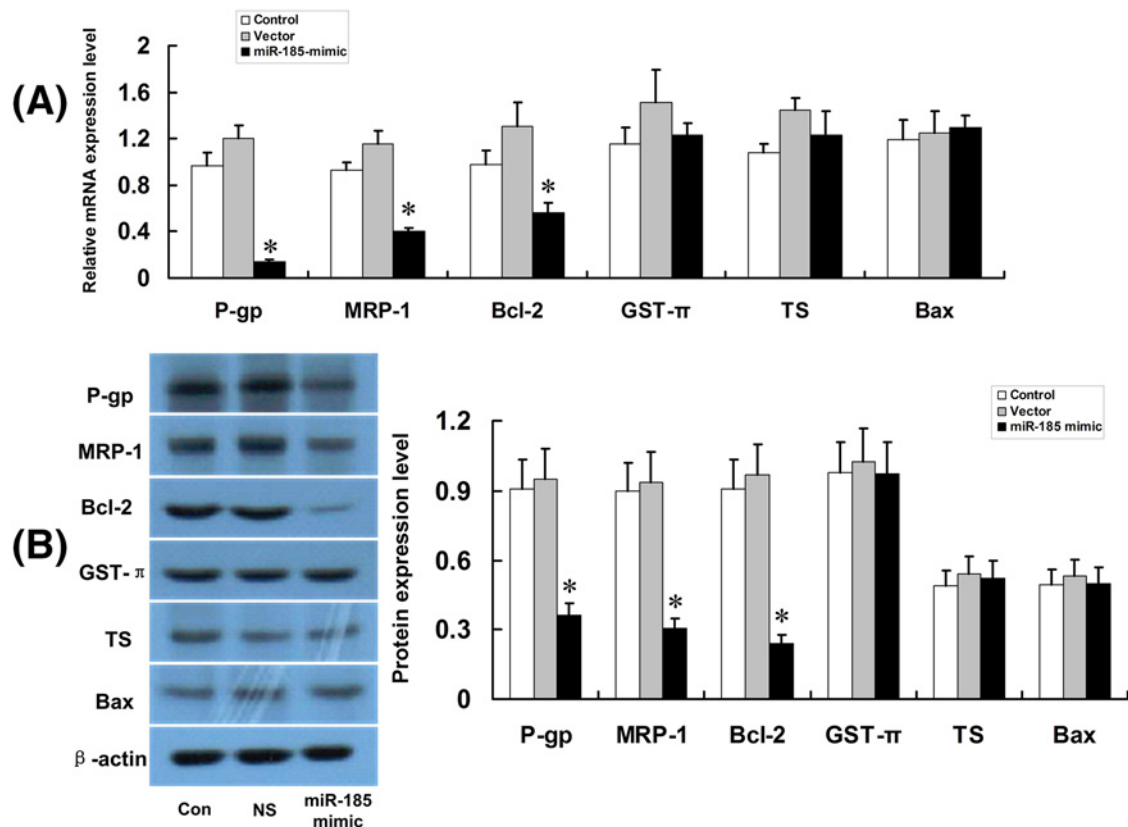 Control
Vector
miR-185-mimic
(A)
Relative mRNA expression level
2
1.6
1.2
0.8
0.4
0
*
*
*
P-gp MRP-1 Bcl-2 GST-π TS Bax
(B)
P-gp
MRP-1
Bcl-2
GST-π
TS
Bax
β-actin
Con NS miR-185
mimic
Control
Vector
miR-185 mimic
Protein expression level
1.2
0.9
0.6
0.3
0
*
*
*
P-gp MRP-1 Bcl-2 GST-π TS Bax